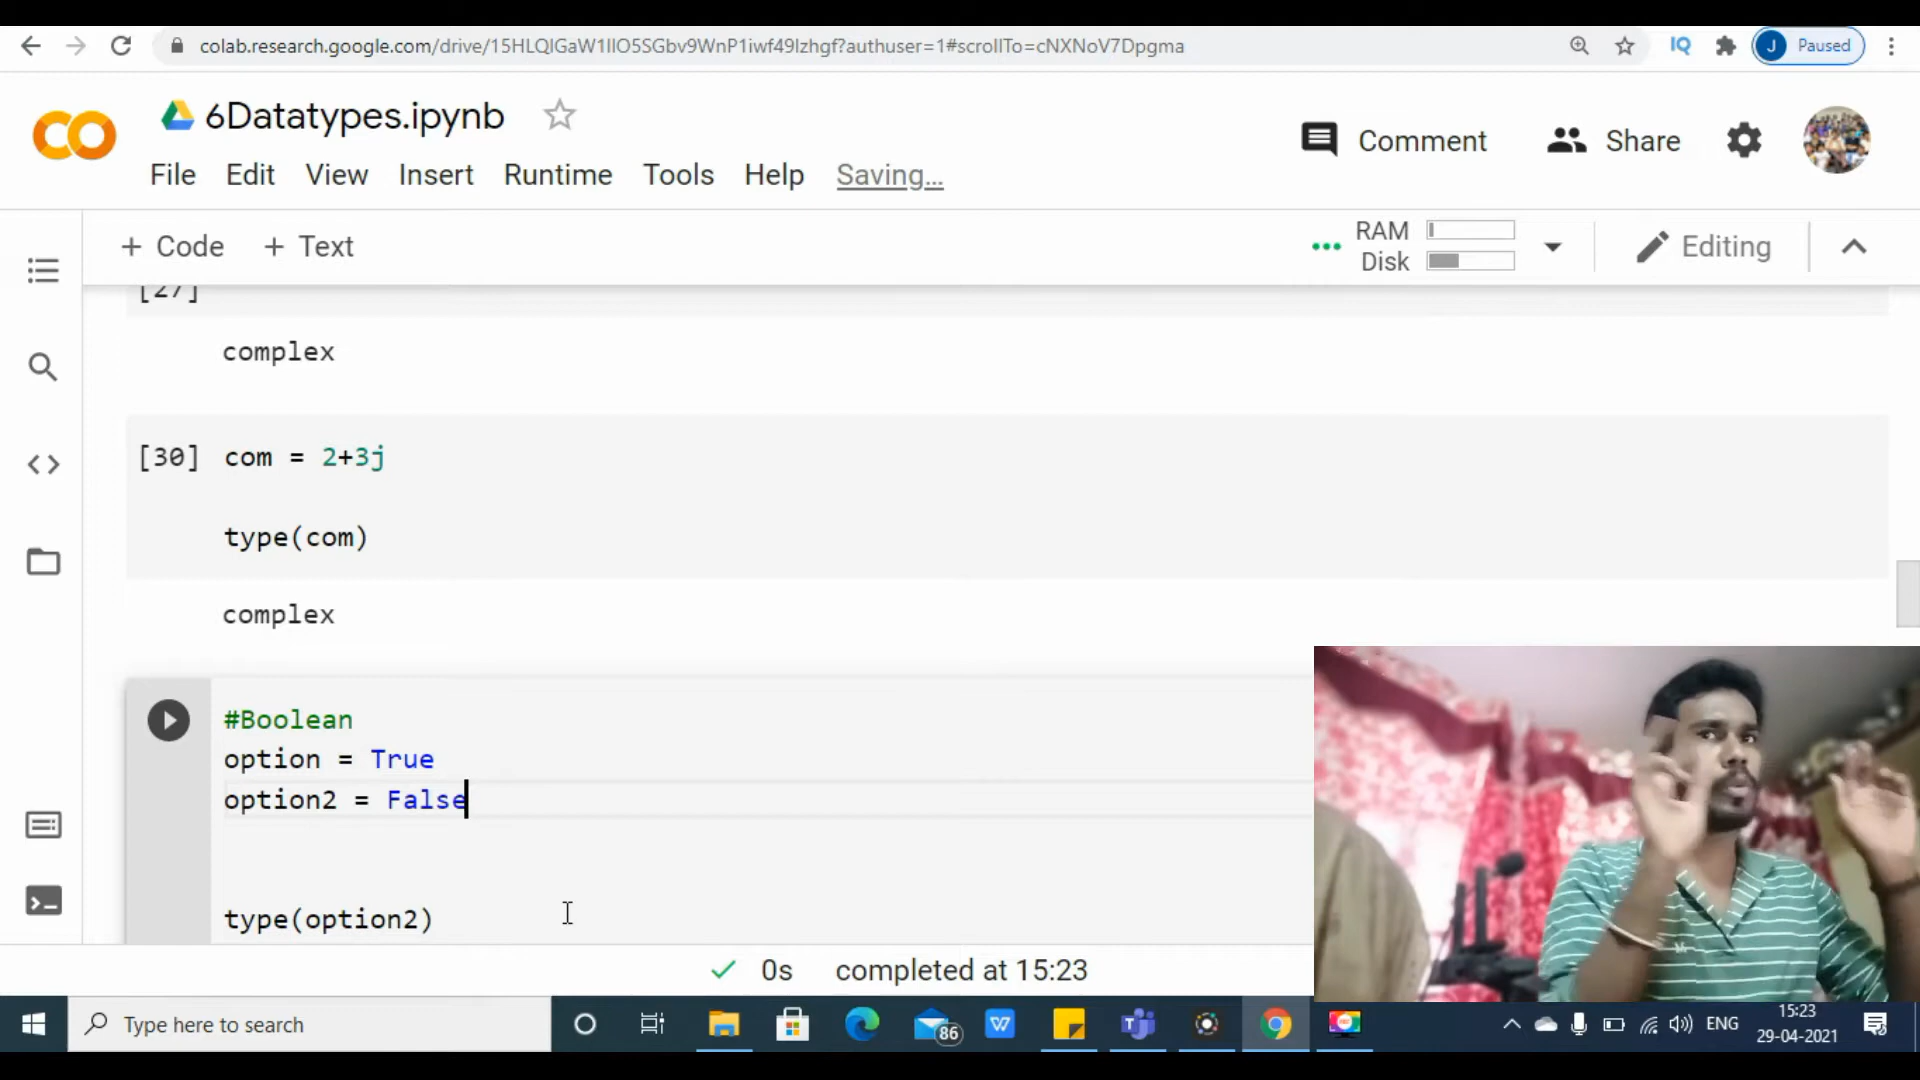 colab.research.google.com/drive/15HLQlGaW1IlO5SGbv9WnP1iwf49lzhgf?authuser=1#scrollTo=cNXNoV7Dpgma
IQ
J Paused
CO 6Datatypes.ipynb
Comment Share
File Edit View Insert Runtime Tools Help Saving...
+ Code + Text
RAM
Disk
Editing
[27]
complex
[30] com = 2+3j
type(com)
complex
#Boolean
option = True
option2 = False
type(option2)
0s completed at 15:23
Type here to search
86
W
ENG
15:23
29-04-2021